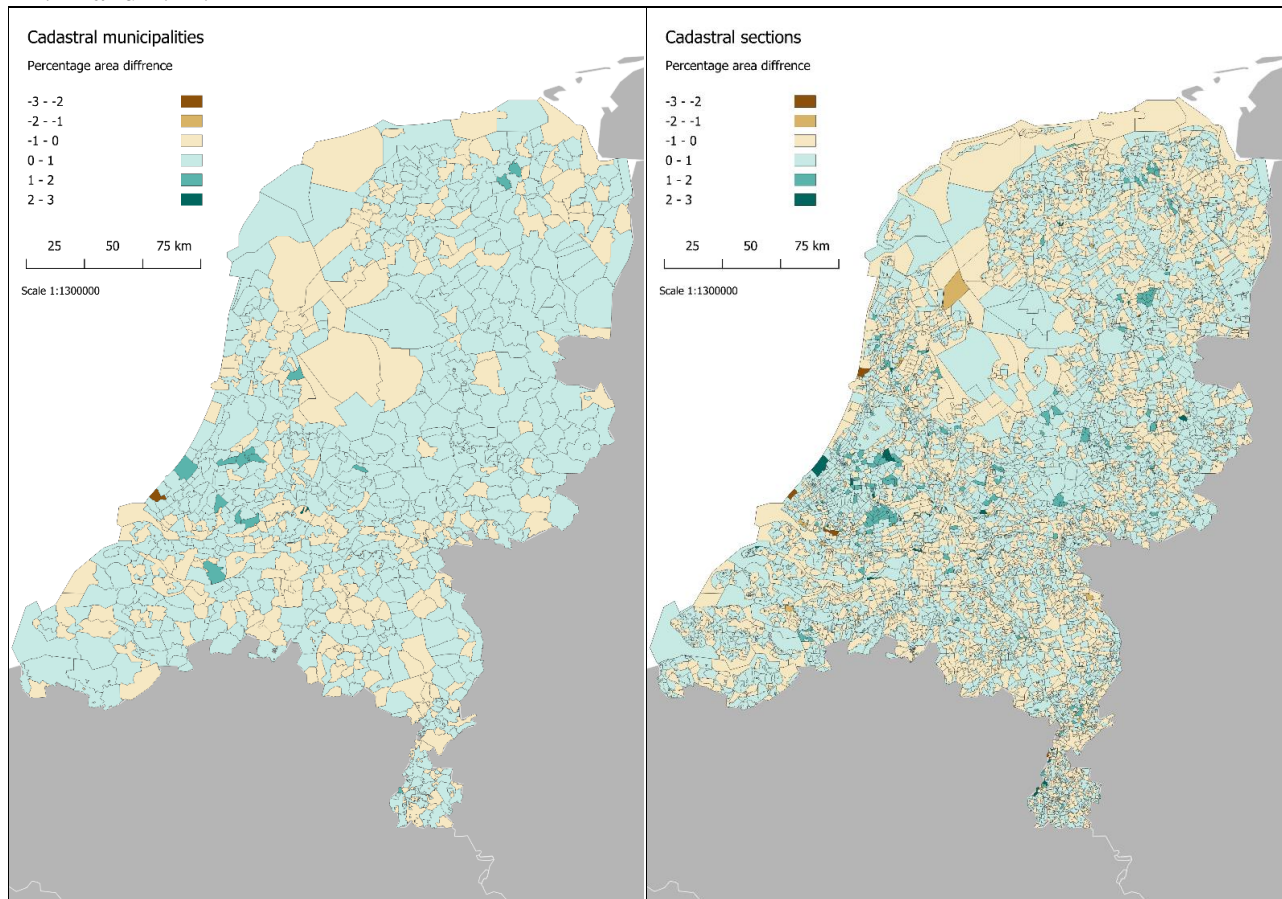 Cadastral municipalities
Percentage area diffrence
-3 - -2
-2 - -1
-1 - 0
0 - 1
1 - 2
2 - 3
25 50 75 km
Scale 1:1300000
Cadastral sections
Percentage area diffrence
-3 - -2
-2 - -1
-1 - 0
0 - 1
1 - 2
2 - 3
25 50 75 km
Scale 1:1300000